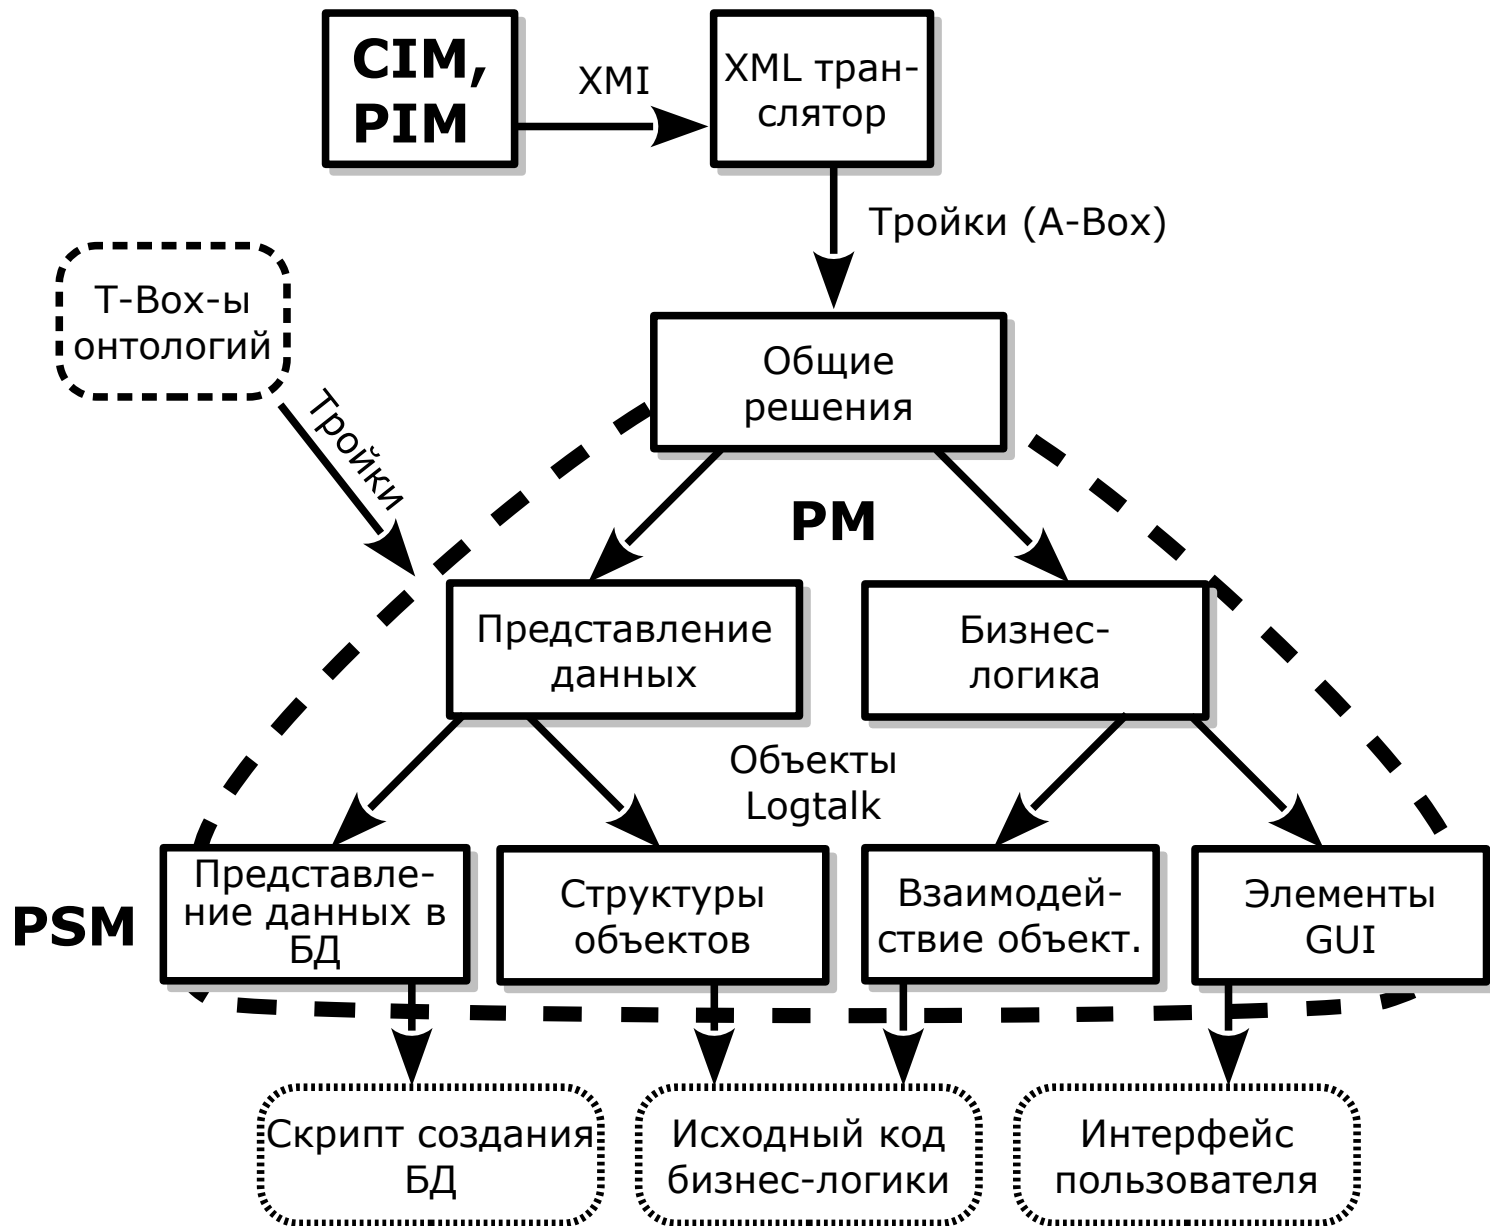 CIM,
PIM
XMI
XML тран-
слятор
Тройки (A-Box)
T-Box-ы
онтологий
Тройки
Общие
решения
PM
Представление
данных
Бизнес-
логика
Объекты
Logtalk
PSM
Представле-
ние данных в
БД
Структуры
объектов
Взаимодей-
ствие объект.
Элементы
GUI
Скрипт создания
БД
Исходный код
бизнес-логики
Интерфейс
пользователя